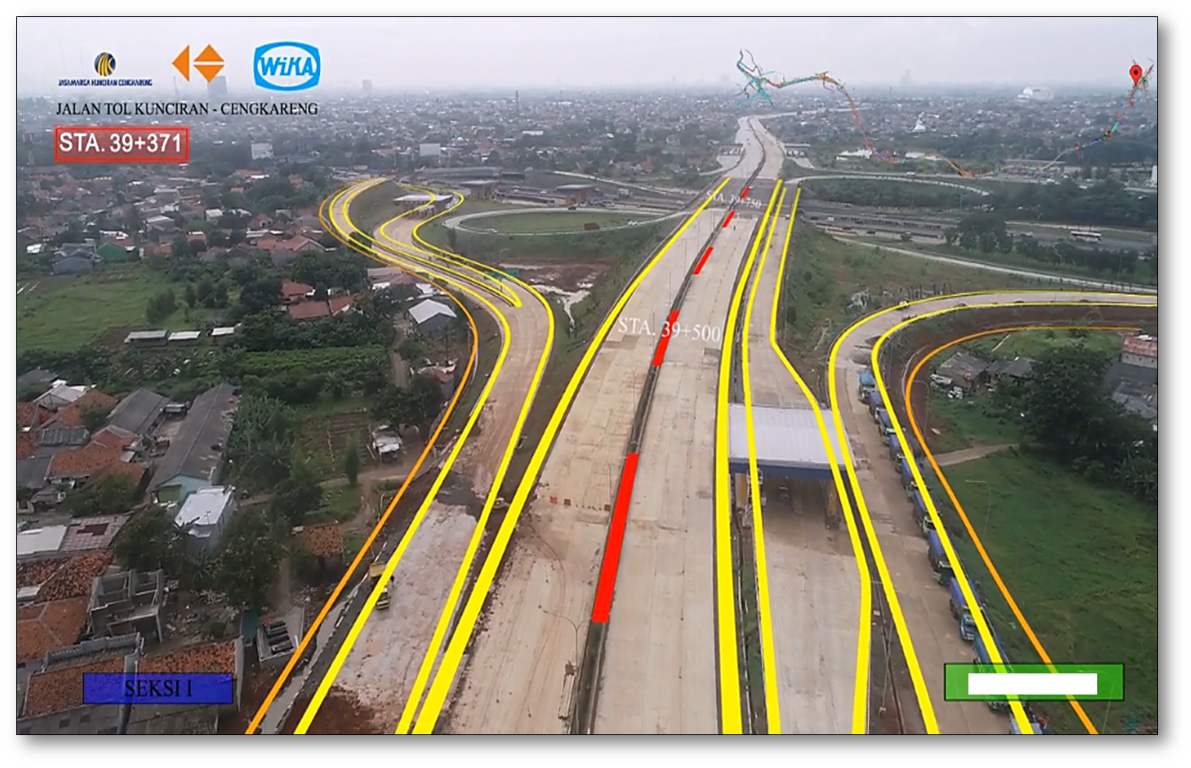 JASAMARGA KUNCIRAN CENGKARENG
WIKA
JALAN TOL KUNCIRAN - CENGKARENG
STA. 39+371
STA. 39+750
STA. 39+500
SEKSI I